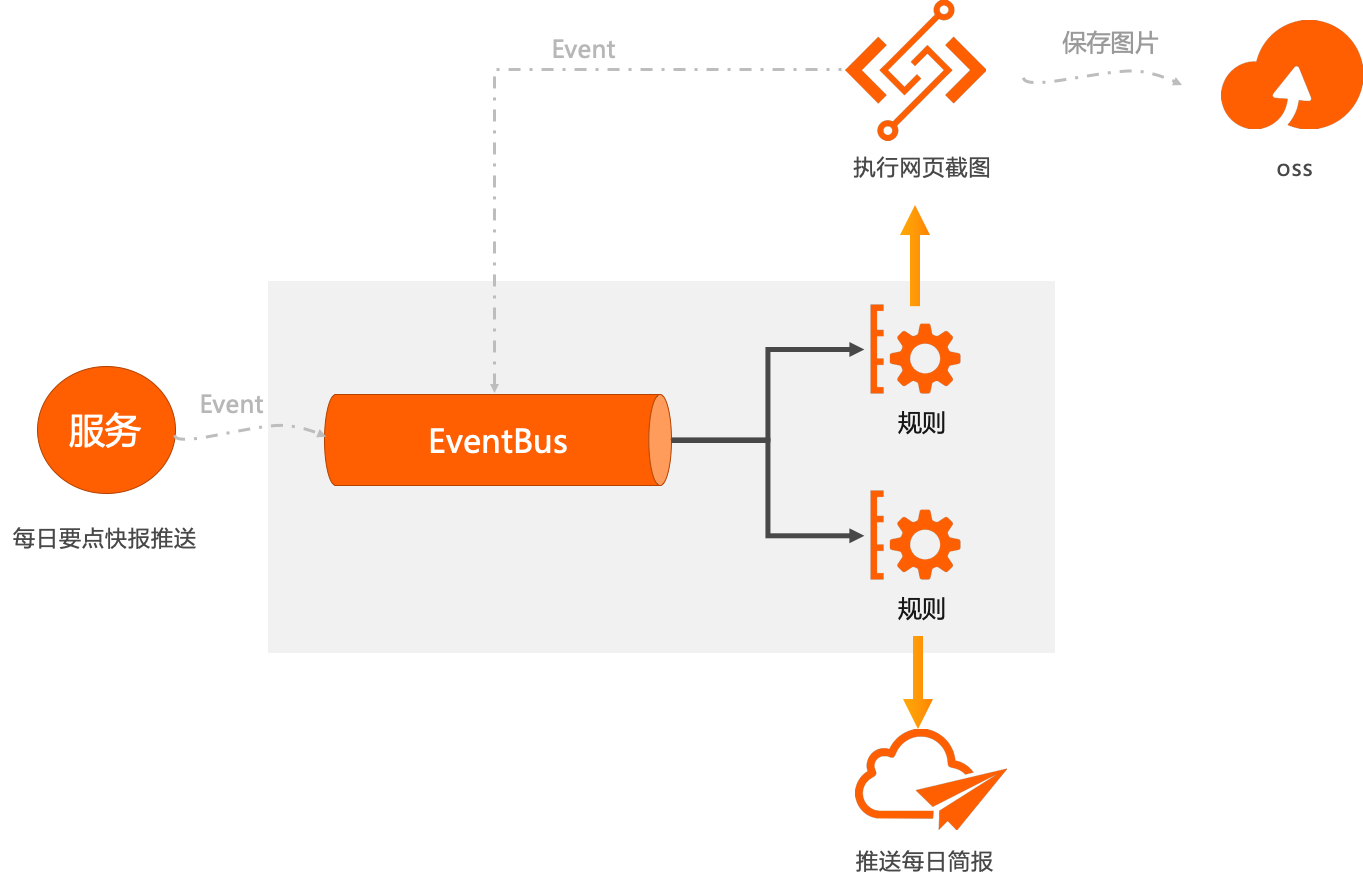 Event
保存图片
执行网页截图
oss
服务
Event
每日要点快报推送
EventBus
规则
规则
推送每日简报